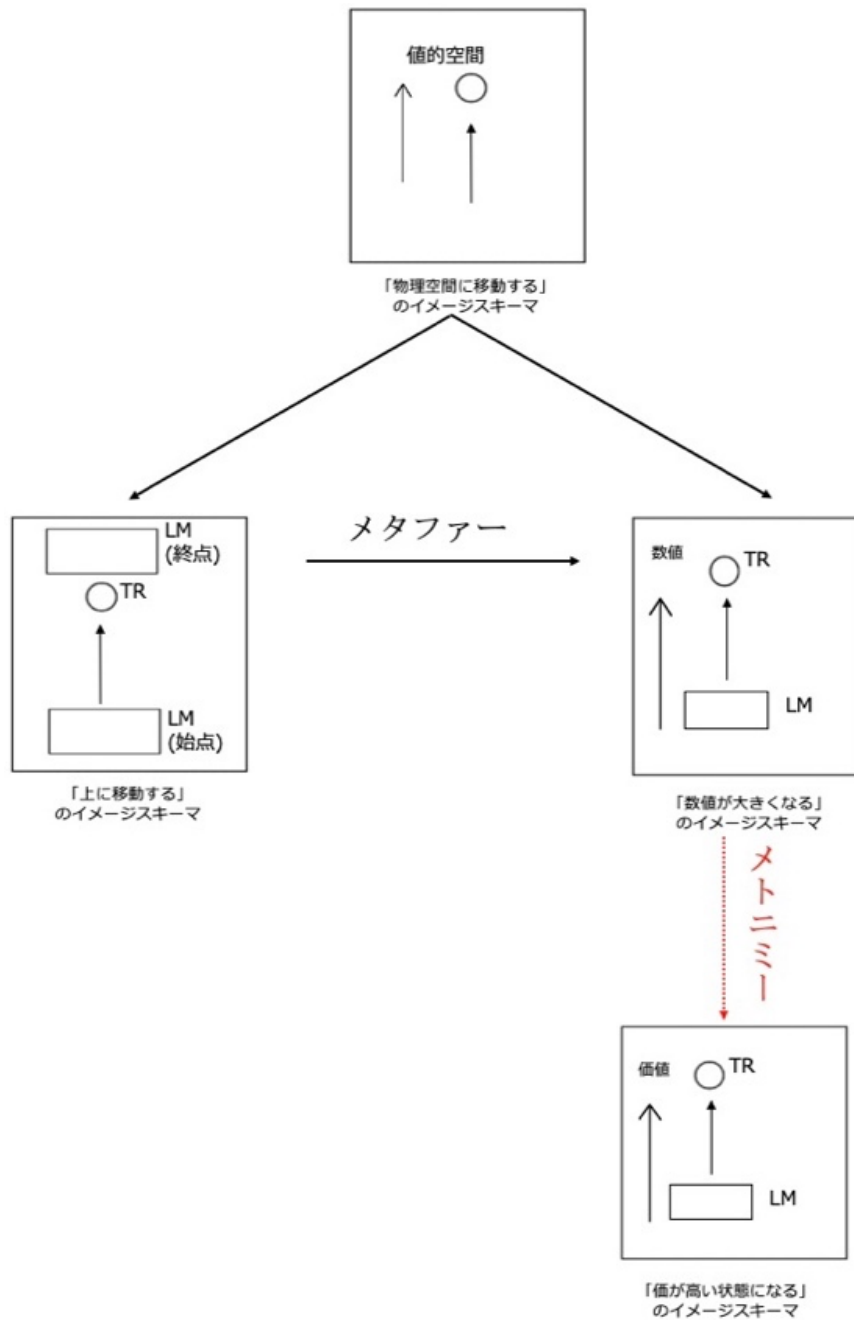 値的空間
「物理空間に移動する」
のイメージスキーマ
メタファー
LM
(終点)
TR
LM
(始点)
「上に移動する」
のイメージスキーマ
数値
TR
LM
「数値が大きくなる」
のイメージスキーマ
メトニミー
価値
TR
LM
「価が高い状態になる」
のイメージスキーマ